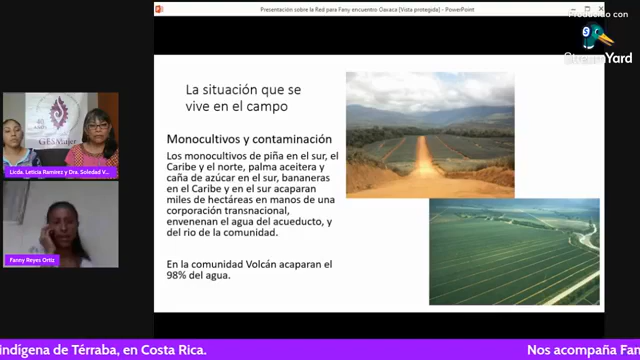 Presentación sobre la Red para Fany encuentro Oaxaca [Vista protegida] - PowerPoint
Producido con
StreamYard
La situación que se
vive en el campo
Monocultivos y contaminación
Los monocultivos de piña en el sur, el
Caribe y el norte, palma aceitera y
caña de azúcar en el sur, bananeras
en el Caribe y en el sur acaparan
miles de hectáreas en manos de una
corporación transnacional,
envenenan el agua del acueducto, y
del rio de la comunidad.
En la comunidad Volcán acaparan el
98% del agua.
40
GESMujer
Licda. Leticia Ramírez y Dra. Soledad V...
Fanny Reyes Ortiz
indígena de Térraba, en Costa Rica.
Nos acompaña Fan